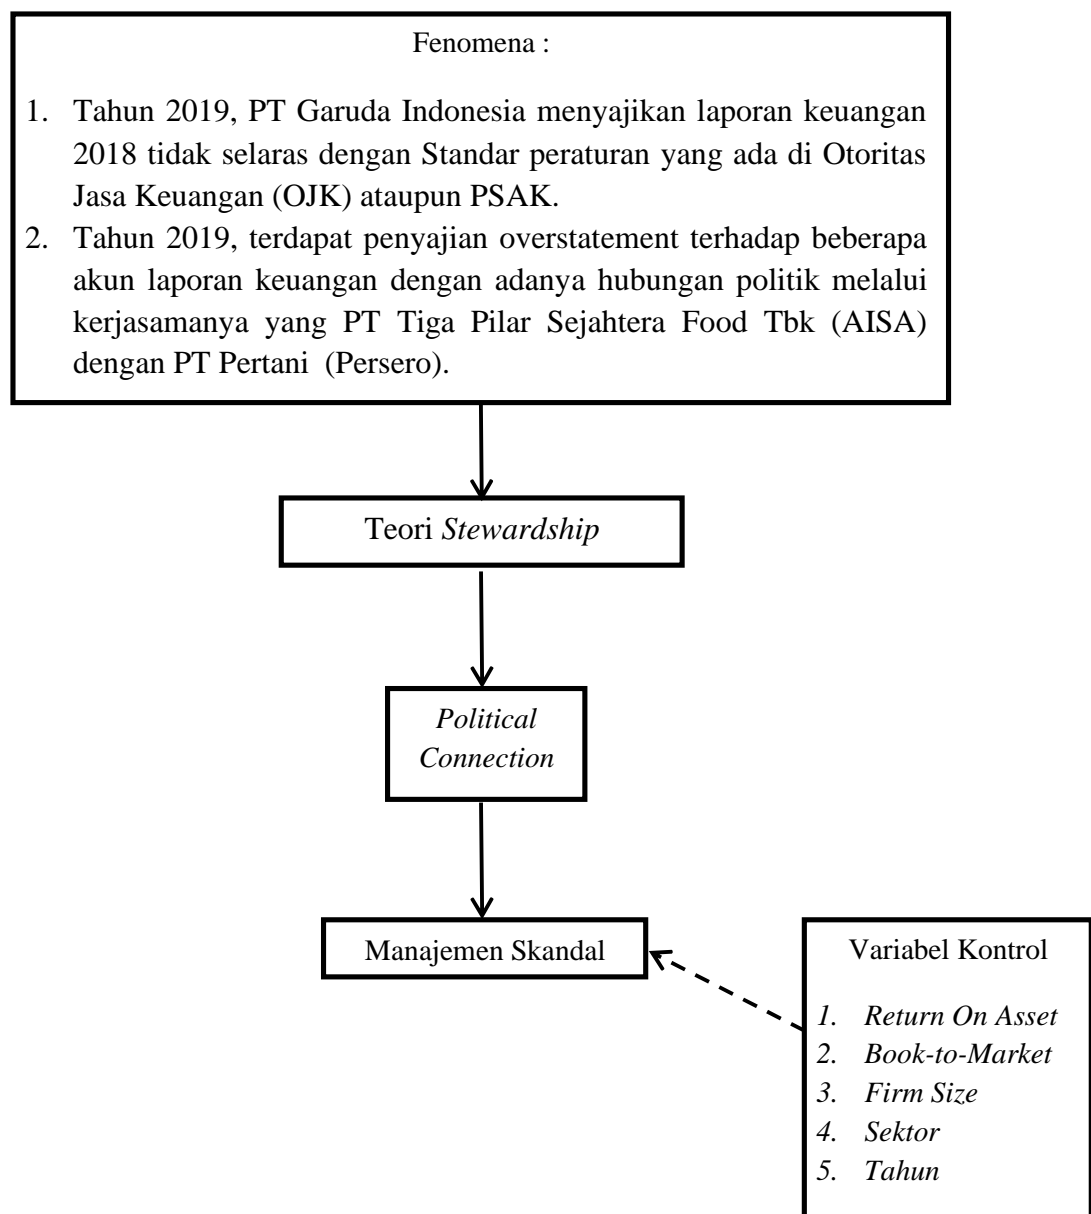 Fenomena :
1. Tahun 2019, PT Garuda Indonesia menyajikan laporan keuangan
2018 tidak selaras dengan Standar peraturan yang ada di Otoritas
Jasa Keuangan (OJK) ataupun PSAK.
2. Tahun 2019, terdapat penyajian overstatement terhadap beberapa
akun laporan keuangan dengan adanya hubungan politik melalui
kerjasamanya yang PT Tiga Pilar Sejahtera Food Tbk (AISA)
dengan PT Pertani (Persero).
Teori Stewardship
Political
Connection
Manajemen Skandal
Variabel Kontrol
1. Return On Asset
2. Book-to-Market
3. Firm Size
4. Sektor
5. Tahun